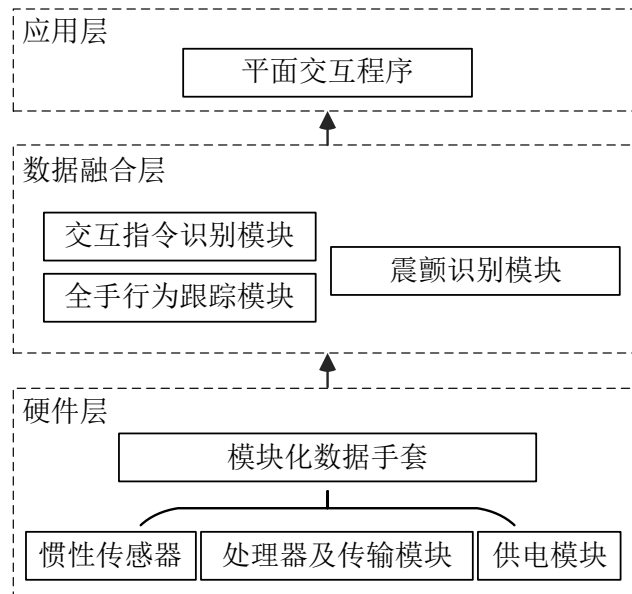 应用层
平面交互程序
数据融合层
交互指令识别模块
全手行为跟踪模块
震颤识别模块
硬件层
模块化数据手套
惯性传感器
处理器及传输模块
供电模块